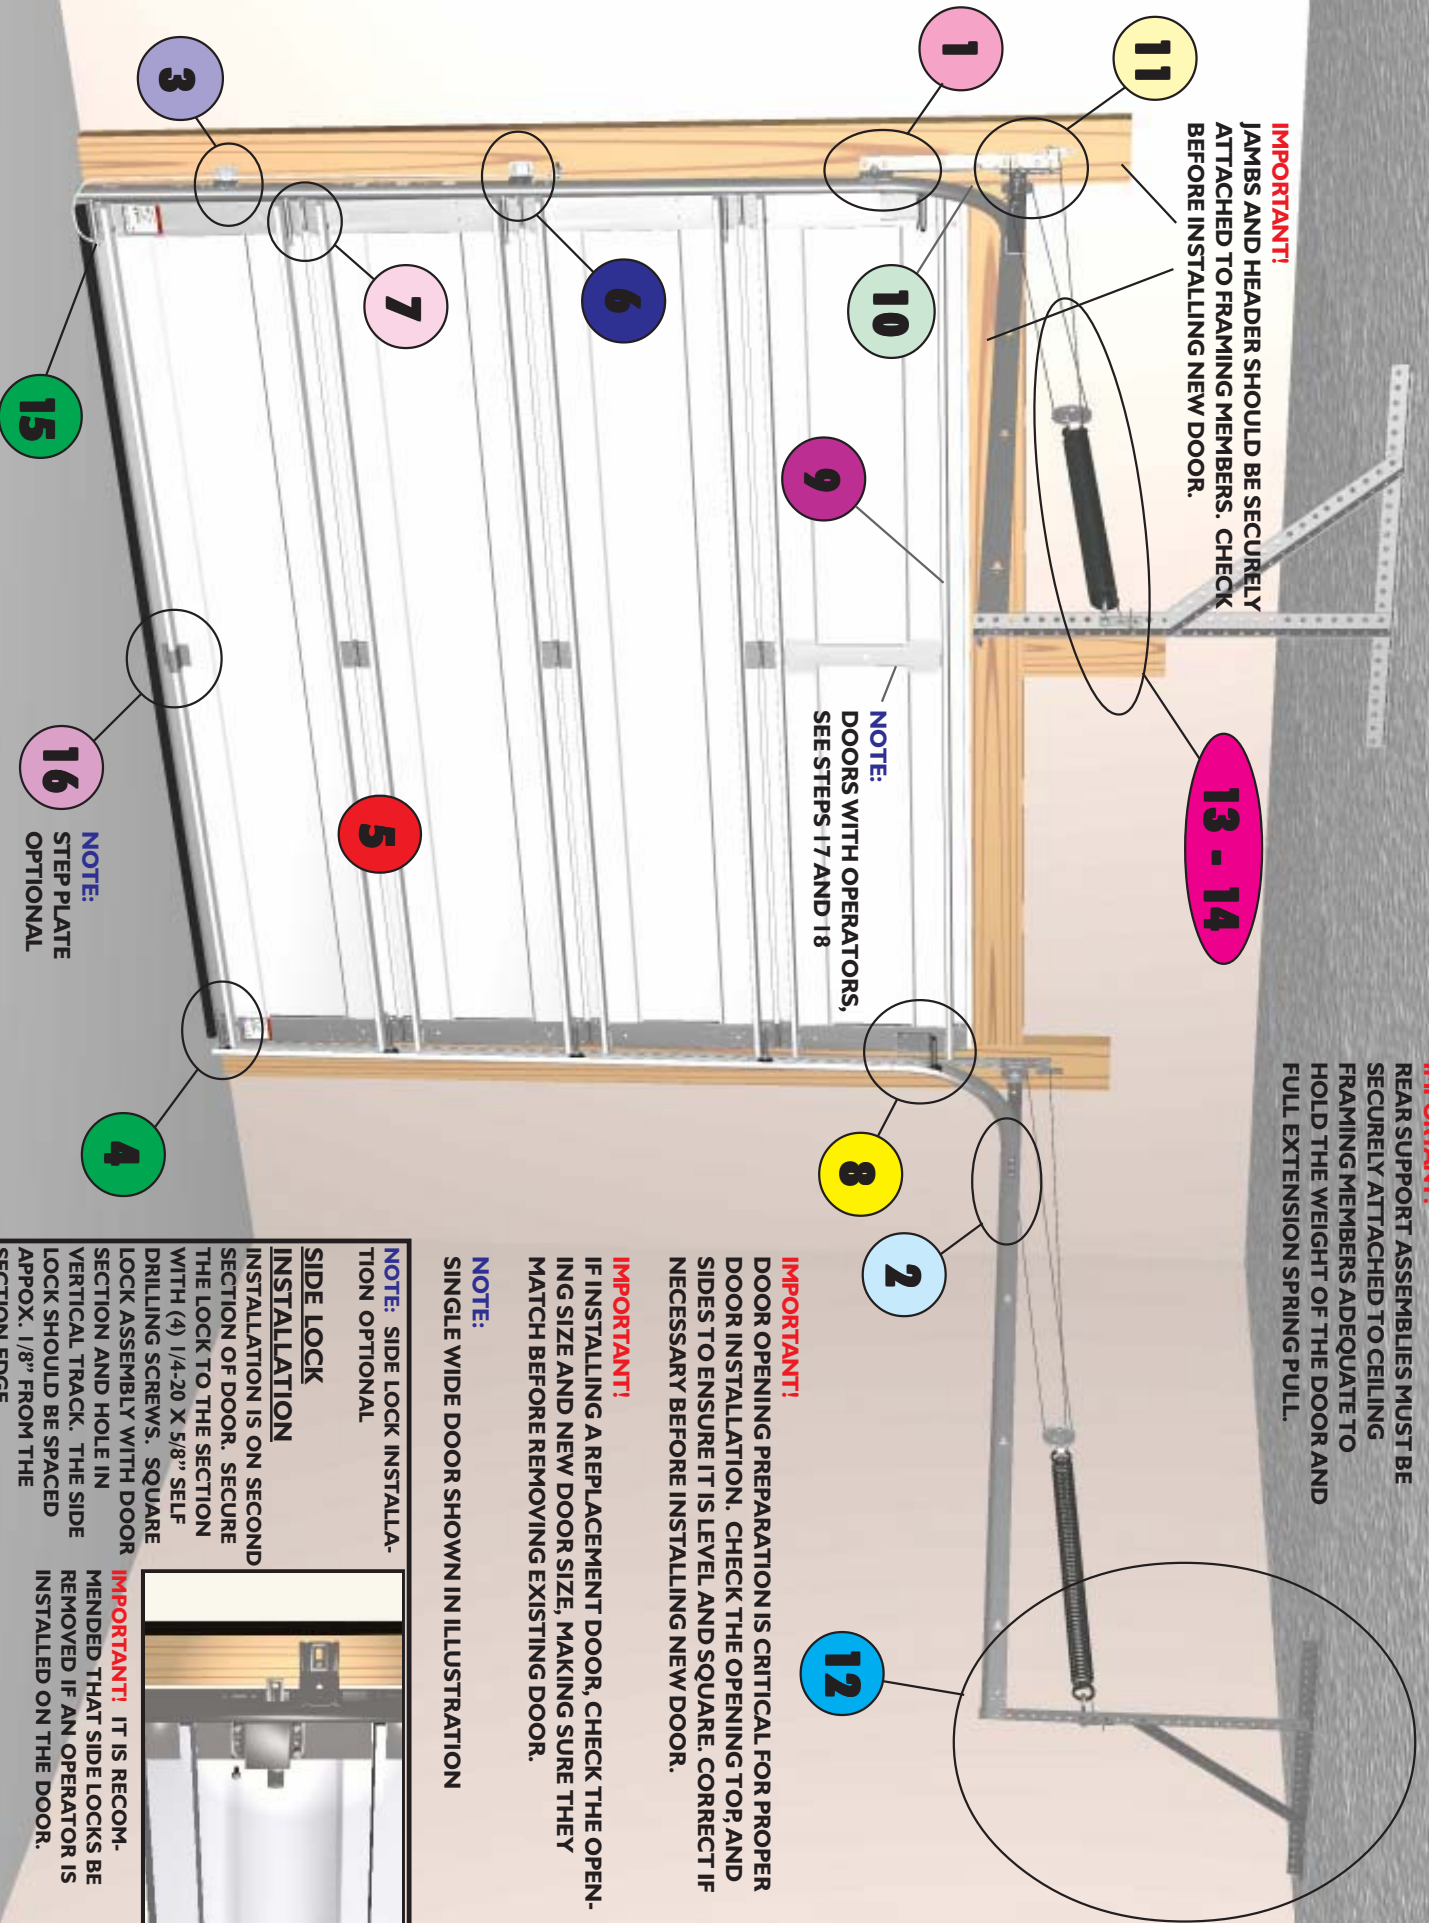 IMPORTANT!
JAMBS AND HEADER SHOULD BE SECURELY
ATTACHED TO FRAMING MEMBERS. CHECK
BEFORE INSTALLING NEW DOOR.
IMPORTANT!
REAR SUPPORT ASSEMBLIES MUST BE
SECURELY ATTACHED TO CEILING
FRAMING MEMBERS ADEQUATE TO
HOLD THE WEIGHT OF THE DOOR AND
FULL EXTENSION SPRING PULL.
11
1
13 - 14
10
9
NOTE:
DOORS WITH OPERATORS,
SEE STEPS 17 AND 18
8
2
12
6
7
3
5
15
16
NOTE:
STEP PLATE
OPTIONAL
4
IMPORTANT!
DOOR OPENING PREPARATION IS CRITICAL FOR PROPER
DOOR INSTALLATION. CHECK THE OPENING TOP, AND
SIDES TO ENSURE IT IS LEVEL AND SQUARE. CORRECT IF
NECESSARY BEFORE INSTALLING NEW DOOR.
IMPORTANT!
IF INSTALLING A REPLACEMENT DOOR, CHECK THE OPEN-
ING SIZE AND NEW DOOR SIZE, MAKING SURE THEY
MATCH BEFORE REMOVING EXISTING DOOR.
NOTE:
SINGLE WIDE DOOR SHOWN IN ILLUSTRATION
NOTE: SIDE LOCK INSTALLA-
TION OPTIONAL
SIDE LOCK
INSTALLATION
INSTALLATION IS ON SECOND
SECTION OF DOOR. SECURE
THE LOCK TO THE SECTION
WITH (4) 1/4-20 X 5/8" SELF
DRILLING SCREWS. SQUARE
LOCK ASSEMBLY WITH DOOR
SECTION AND HOLE IN
VERTICAL TRACK. THE SIDE
LOCK SHOULD BE SPACED
APPOX. 1/8" FROM THE
SECTION EDGE
IMPORTANT! IT IS RECOM-
MENDED THAT SIDE LOCKS BE
REMOVED IF AN OPERATOR IS
INSTALLED ON THE DOOR.